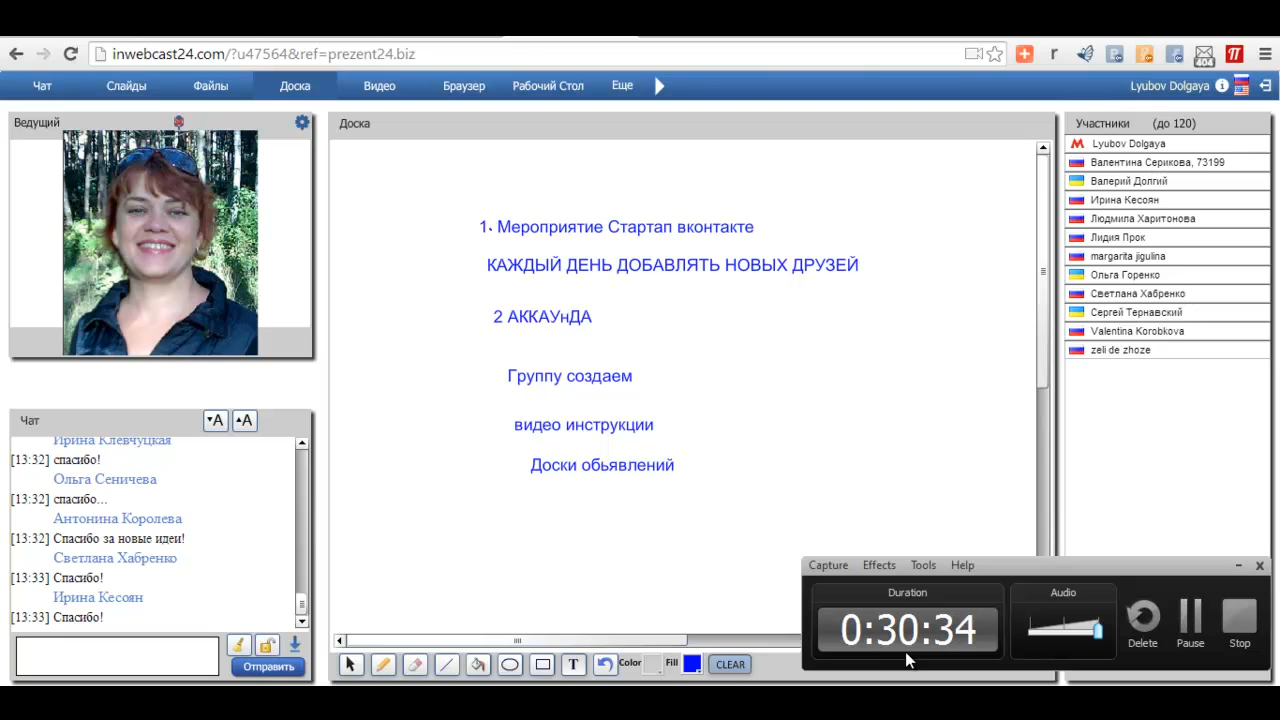 inwebcast24.com/?u47564&ref=prezent24.biz
r
404
Чат Слайды Файлы Доска Видео Браузер Рабочий Стол Еще Lyubov Dolgaya
Ведущий
Доска
1. Мероприятие Стартап вконтакте
КАЖДЫЙ ДЕНЬ ДОБАВЛЯТЬ НОВЫХ ДРУЗЕЙ
2 АККАУнДА
Группу создаем
видео инструкции
Доски обьявлений
Участники (до 120)
Lyubov Dolgaya
Валентина Серикова, 73199
Валерий Долгий
Ирина Кесоян
Людмила Харитонова
Лидия Прок
margarita jigulina
Ольга Горенко
Светлана Хабренко
Сергей Тернавский
Valentina Korobkova
zeli de zhoze
Чат
A A
Ирина Клевчуцкая
[13:32] спасибо!
Ольга Сеничева
[13:32] спасибо...
Антонина Королева
[13:32] Спасибо за новые идеи!
Светлана Хабренко
[13:33] Спасибо!
Ирина Кесоян
[13:33] Спасибо!
Отправить
T Color Fill CLEAR
Capture Effects Tools Help
Duration
0:30:34
Audio
Delete Pause Stop